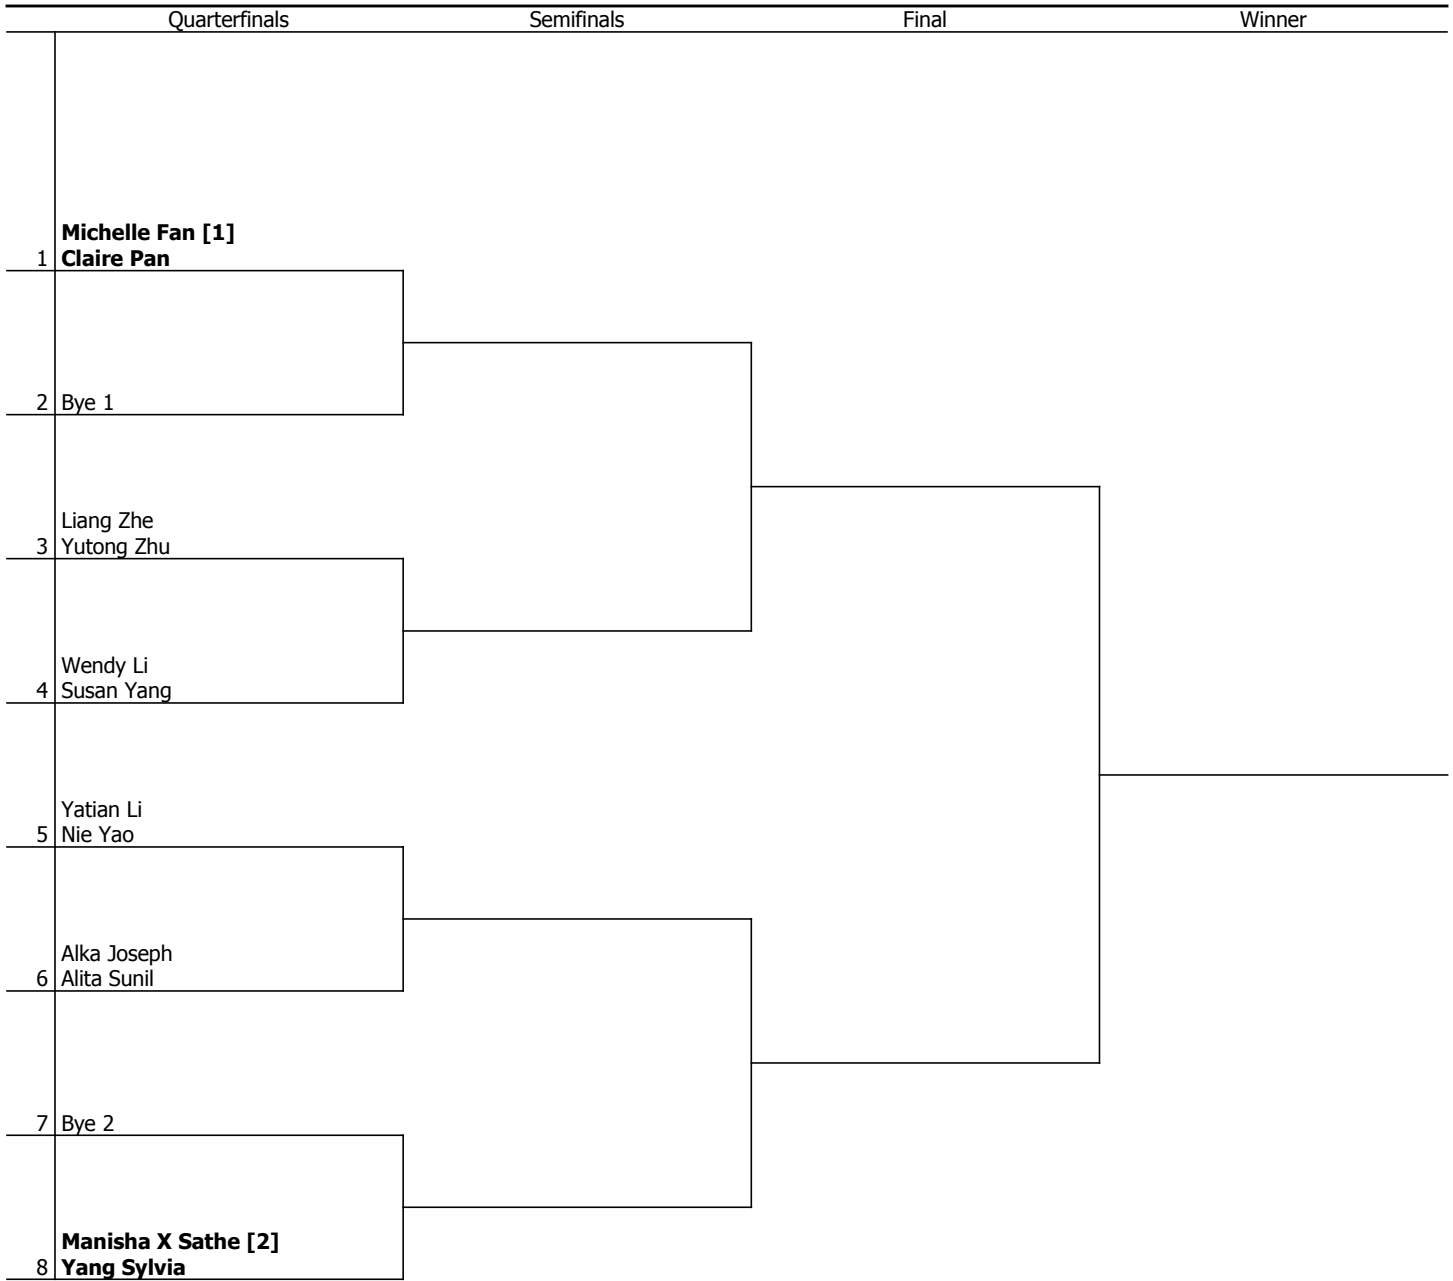 Quarterfinals Semifinals Final Winner
Michelle Fan [1]
1 Claire Pan
2 Bye 1
Liang Zhe
3 Yutong Zhu
Wendy Li
4 Susan Yang
Yatian Li
5 Nie Yao
Alka Joseph
6 Alita Sunil
7 Bye 2
Manisha X Sathe [2]
8 Yang Sylvia